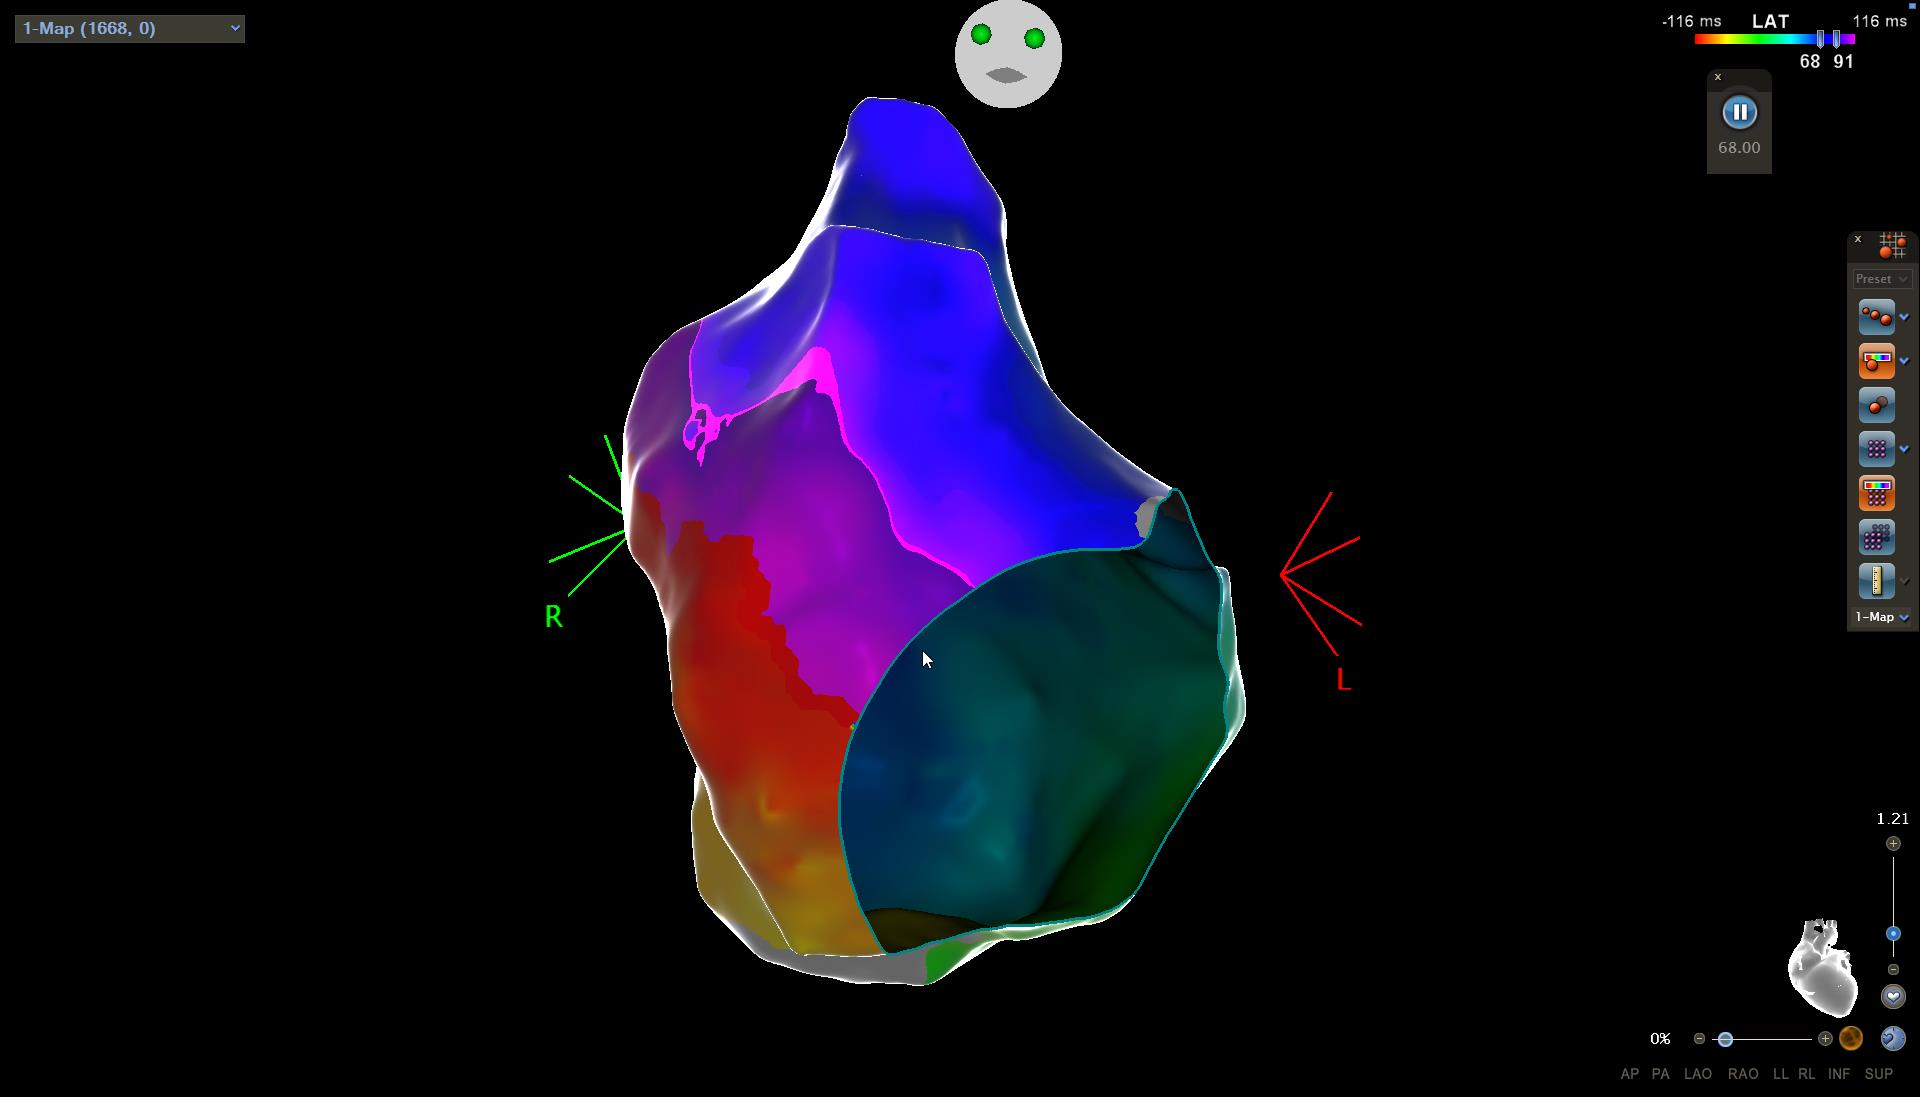 1-Map (1668, 0)
-116 ms LAT 116 ms
68 91
x
68.00
x
Preset
R
L
1-Map
1.21
0%
AP PA LAO RAO LL RL INF SUP